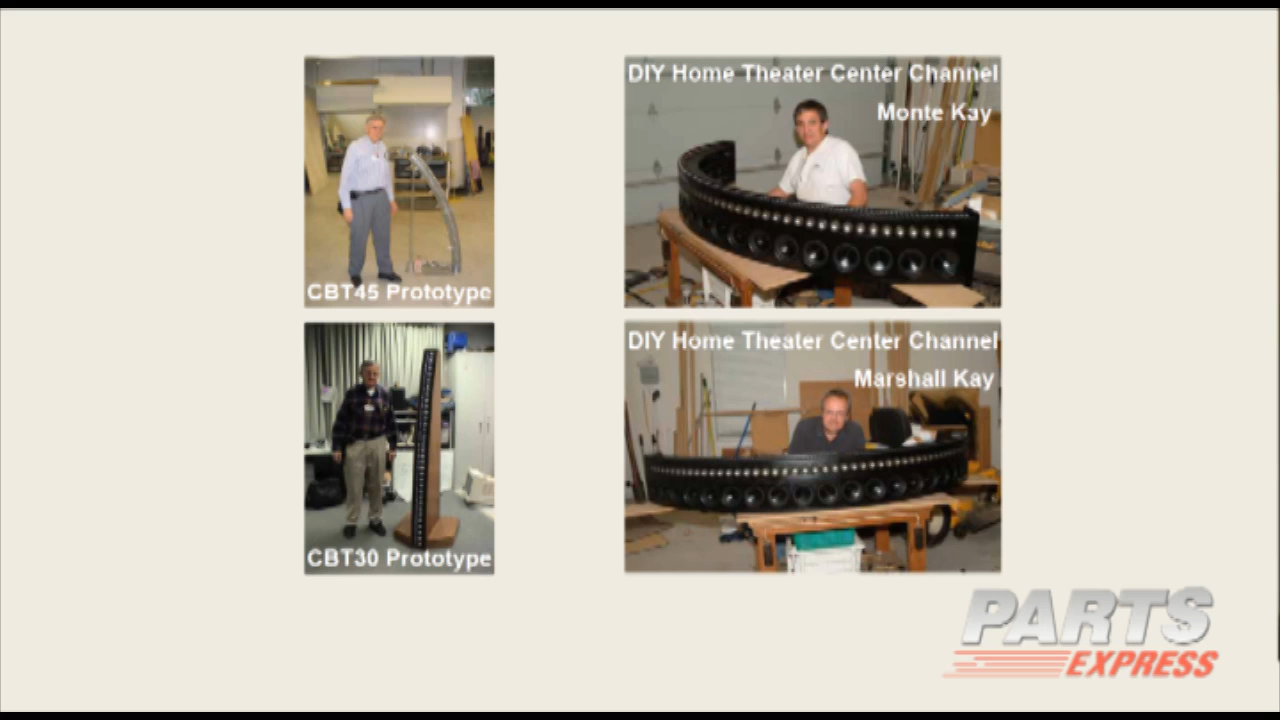 DIY Home Theater Center Channel
Monte Kay
CBT45 Prototype
DIY Home Theater Center Channel
Marshall Kay
CBT30 Prototype
PARTS
EXPRESS